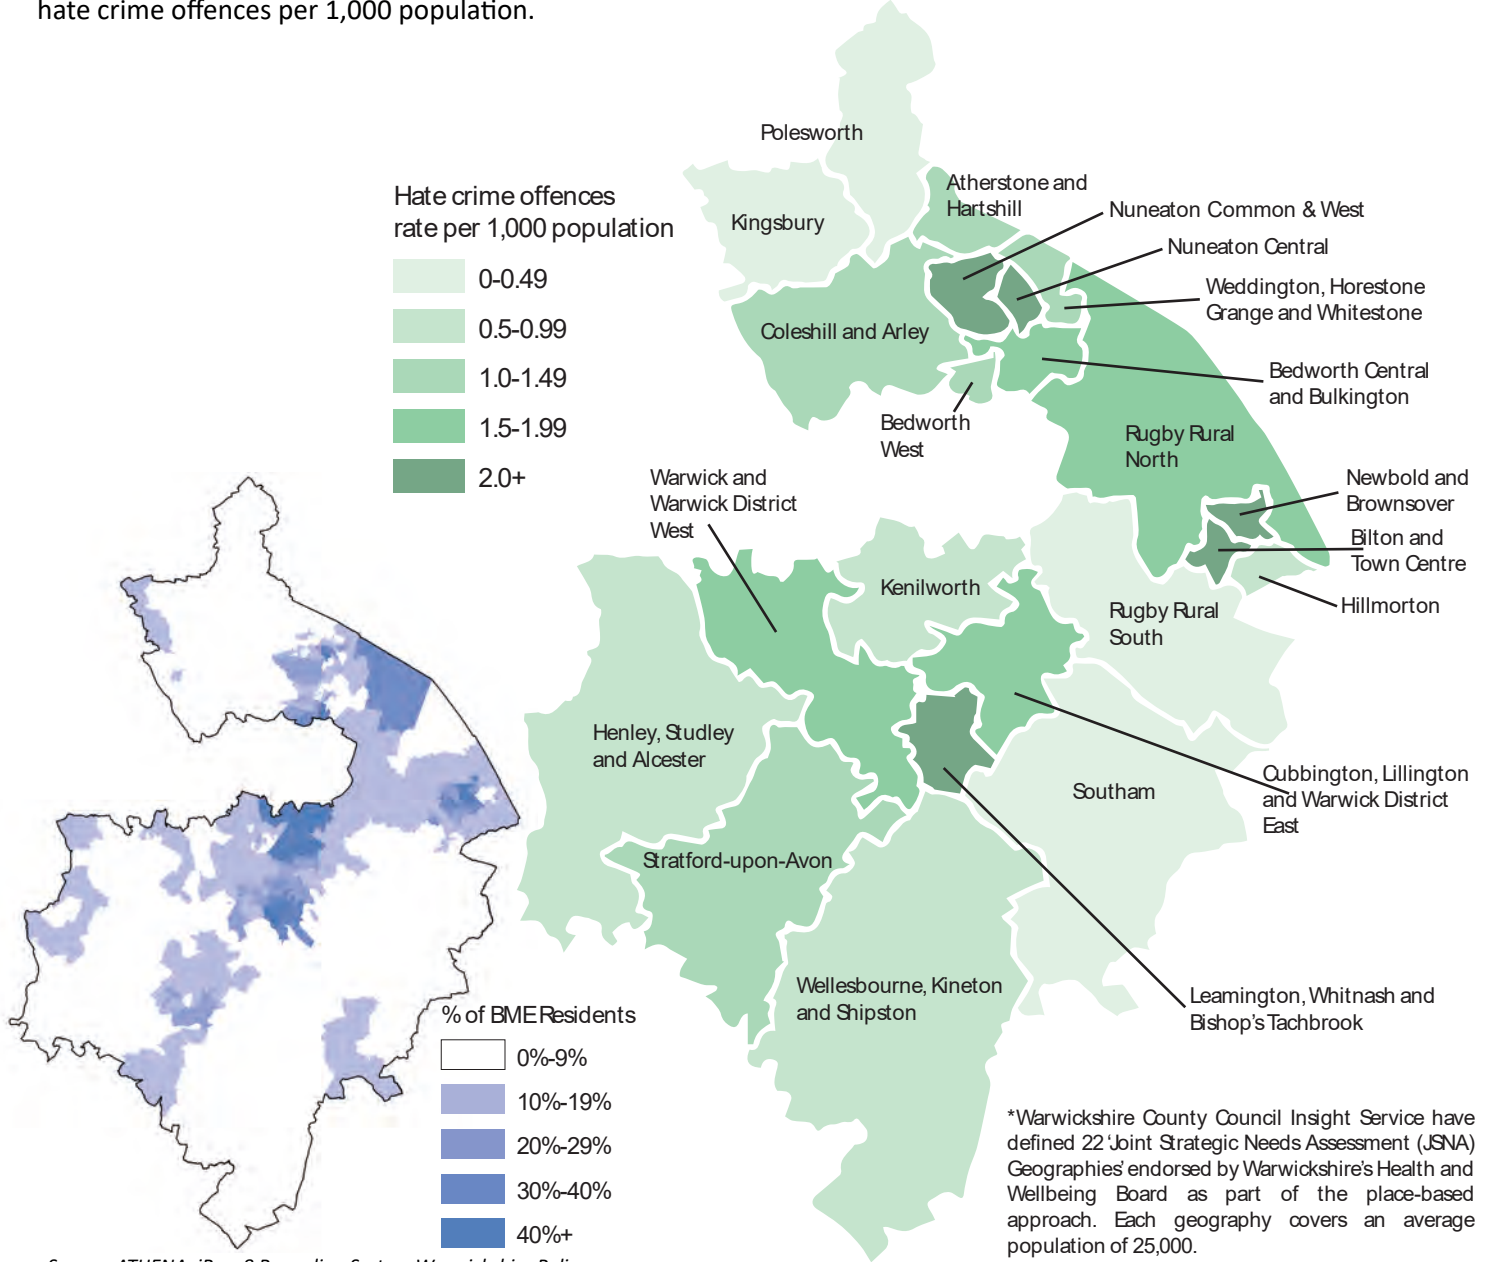 hate crime offences per 1,000 population.
Polesworth
Kingsbury
Atherstone and
Hartshill
Nuneaton Common & West
Nuneaton Central
Weddington, Horestone
Grange and Whitestone
Coleshill and Arley
Bedworth Central
and Bulkington
Bedworth
West
Rugby Rural
North
Newbold and
Brownsover
Bilton and
Town Centre
Hillmorton
Hate crime offences
rate per 1,000 population
0-0.49
0.5-0.99
1.0-1.49
1.5-1.99
2.0+
Warwick and
Warwick District
West
Kenilworth
Rugby Rural
South
Henley, Studley
and Alcester
Southam
Cubbington, Lillington
and Warwick District
East
Stratford-upon-Avon
Wellesbourne, Kineton
and Shipston
Leamington, Whitnash and
Bishop's Tachbrook
% of BME Residents
0%-9%
10%-19%
20%-29%
30%-40%
40%+
*Warwickshire County Council Insight Service have
defined 22 'Joint Strategic Needs Assessment (JSNA)
Geographies' endorsed by Warwickshire's Health and
Wellbeing Board as part of the place-based
approach. Each geography covers an average
population of 25,000.